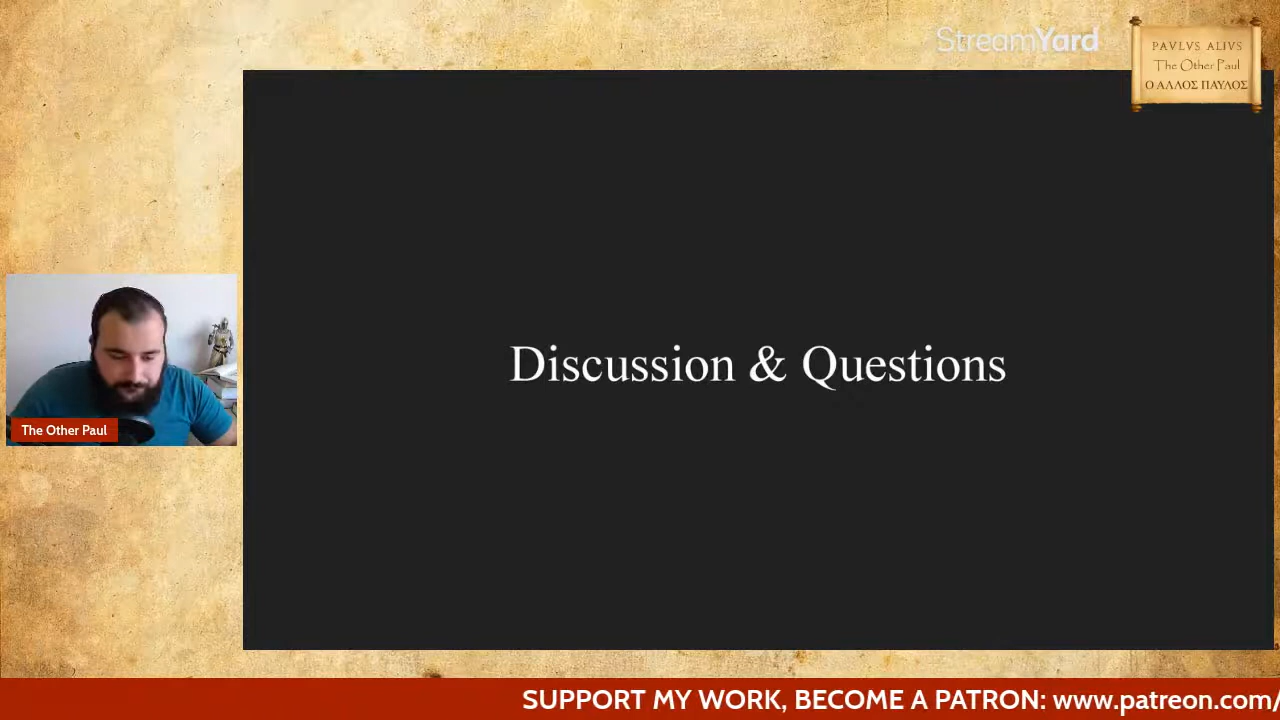 StreamYard
PAVLVS ALIVS
The Other Paul
Ο ΑΛΛΟΣ ΠΑΥΛΟΣ
Discussion & Questions
The Other Paul
SUPPORT MY WORK, BECOME A PATRON: www.patreon.com/